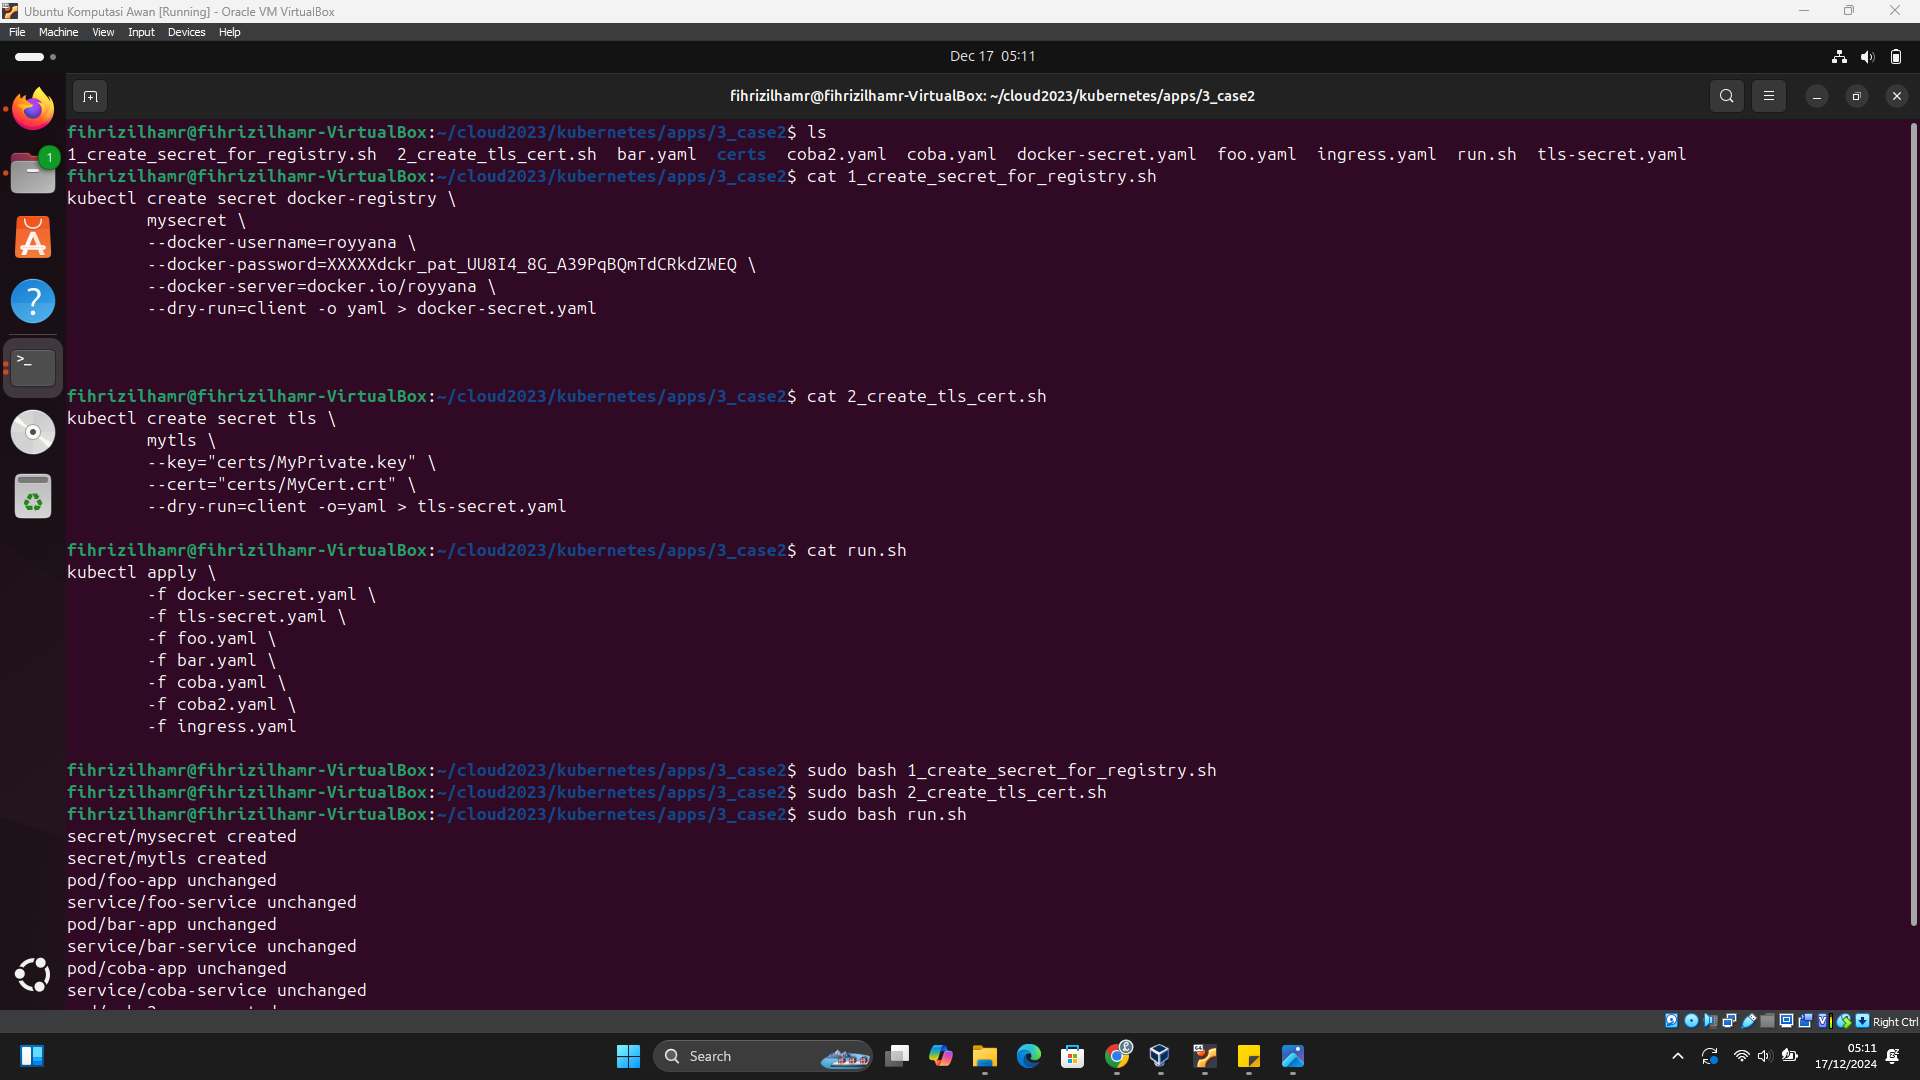 Ubuntu Komputasi Awan [Running] - Oracle VM VirtualBox
File Machine View Input Devices Help
Dec 17 05:11
fihrizilhamr@fihrizilhamr-VirtualBox: ~/cloud2023/kubernetes/apps/3_case2
fihrizilhamr@fihrizilhamr-VirtualBox:~/cloud2023/kubernetes/apps/3_case2$ ls
1_create_secret_for_registry.sh 2_create_tls_cert.sh bar.yaml certs coba2.yaml coba.yaml docker-secret.yaml foo.yaml ingress.yaml run.sh tls-secret.yaml
fihrizilhamr@fihrizilhamr-VirtualBox:~/cloud2023/kubernetes/apps/3_case2$ cat 1_create_secret_for_registry.sh
kubectl create secret docker-registry \
mysecret \
--docker-username=royyana \
--docker-password=XXXXXdckr_pat_UU8I4_8G_A39PqBQmTdCRkdZWEQ \
--docker-server=docker.io/royyana \
--dry-run=client -o yaml > docker-secret.yaml
fihrizilhamr@fihrizilhamr-VirtualBox:~/cloud2023/kubernetes/apps/3_case2$ cat 2_create_tls_cert.sh
kubectl create secret tls \
mytls \
--key="certs/MyPrivate.key" \
--cert="certs/MyCert.crt" \
--dry-run=client -o=yaml > tls-secret.yaml
fihrizilhamr@fihrizilhamr-VirtualBox:~/cloud2023/kubernetes/apps/3_case2$ cat run.sh
kubectl apply \
-f docker-secret.yaml \
-f tls-secret.yaml \
-f foo.yaml \
-f bar.yaml \
-f coba.yaml \
-f coba2.yaml \
-f ingress.yaml
fihrizilhamr@fihrizilhamr-VirtualBox:~/cloud2023/kubernetes/apps/3_case2$ sudo bash 1_create_secret_for_registry.sh
fihrizilhamr@fihrizilhamr-VirtualBox:~/cloud2023/kubernetes/apps/3_case2$ sudo bash 2_create_tls_cert.sh
fihrizilhamr@fihrizilhamr-VirtualBox:~/cloud2023/kubernetes/apps/3_case2$ sudo bash run.sh
secret/mysecret created
secret/mytls created
pod/foo-app unchanged
service/foo-service unchanged
pod/bar-app unchanged
service/bar-service unchanged
pod/coba-app unchanged
service/coba-service unchanged
1
Right Ctrl
Search
05:11
17/12/2024